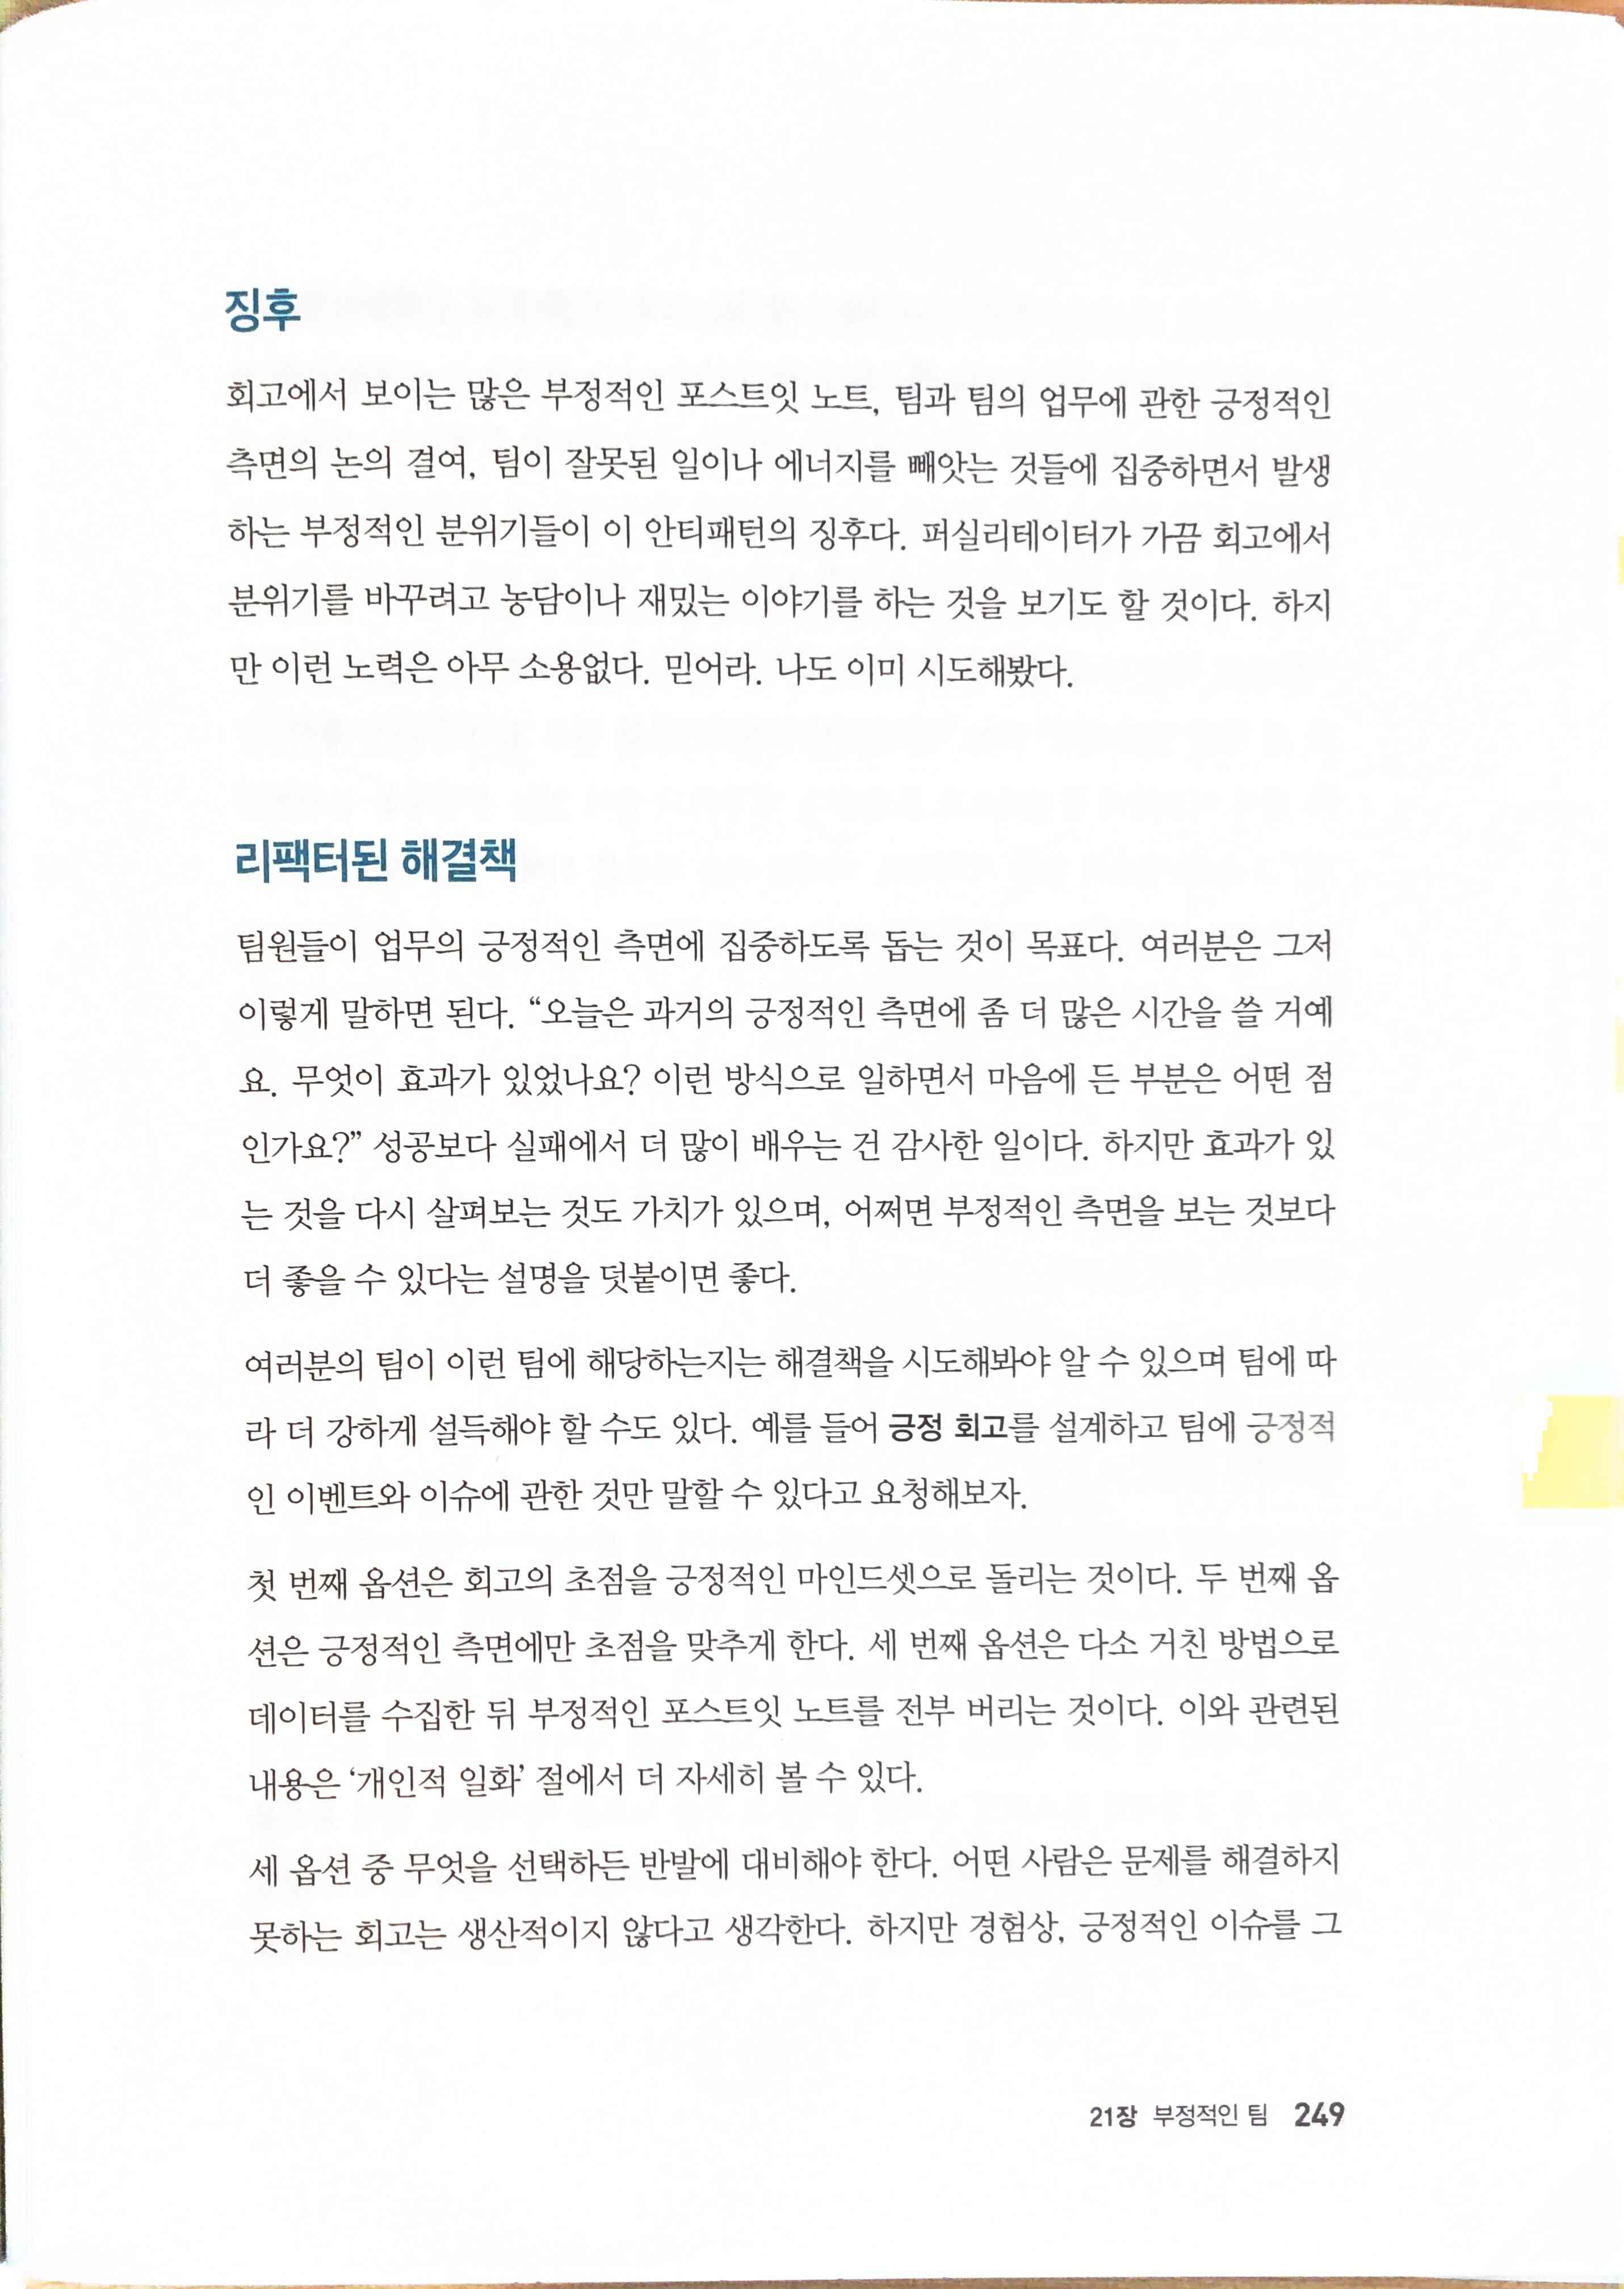 징후
회고에서 보이는 많은 부정적인 포스트잇 노트, 팀과 팀의 업무에 관한 긍정적인
측면의 논의 결여, 팀이 잘못된 일이나 에너지를 빼앗는 것들에 집중하면서 발생
하는 부정적인 분위기들이 이 안티패턴의 징후다. 퍼실리테이터가 가끔 회고에서
분위기를 바꾸려고 농담이나 재밌는 이야기를 하는 것을 보기도 할 것이다. 하지
만 이런 노력은 아무 소용없다. 믿어라. 나도 이미 시도해봤다.
리팩터된 해결책
팀원들이 업무의 긍정적인 측면에 집중하도록 돕는 것이 목표다. 여러분은 그저
이렇게 말하면 된다. “오늘은 과거의 긍정적인 측면에 좀 더 많은 시간을 쓸 거예
요. 무엇이 효과가 있었나요? 이런 방식으로 일하면서 마음에 든 부분은 어떤 점
인가요?” 성공보다 실패에서 더 많이 배우는 건 감사한 일이다. 하지만 효과가 있
는 것을 다시 살펴보는 것도 가치가 있으며, 어쩌면 부정적인 측면을 보는 것보다
더 좋을 수 있다는 설명을 덧붙이면 좋다.
여러분의 팀이 이런 팀에 해당하는지는 해결책을 시도해봐야 알 수 있으며 팀에 따
라 더 강하게 설득해야 할 수도 있다. 예를 들어 긍정 회고를 설계하고 팀에 긍정적
인 이벤트와 이슈에 관한 것만 말할 수 있다고 요청해보자.
첫 번째 옵션은 회고의 초점을 긍정적인 마인드셋으로 돌리는 것이다. 두 번째 옵
션은 긍정적인 측면에만 초점을 맞추게 한다. 세 번째 옵션은 다소 거친 방법으로
데이터를 수집한 뒤 부정적인 포스트잇 노트를 전부 버리는 것이다. 이와 관련된
내용은 ‘개인적 일화’ 절에서 더 자세히 볼 수 있다.
세 옵션 중 무엇을 선택하든 반발에 대비해야 한다. 어떤 사람은 문제를 해결하지
못하는 회고는 생산적이지 않다고 생각한다. 하지만 경험상, 긍정적인 이슈를 그
21장 부정적인 팀 249